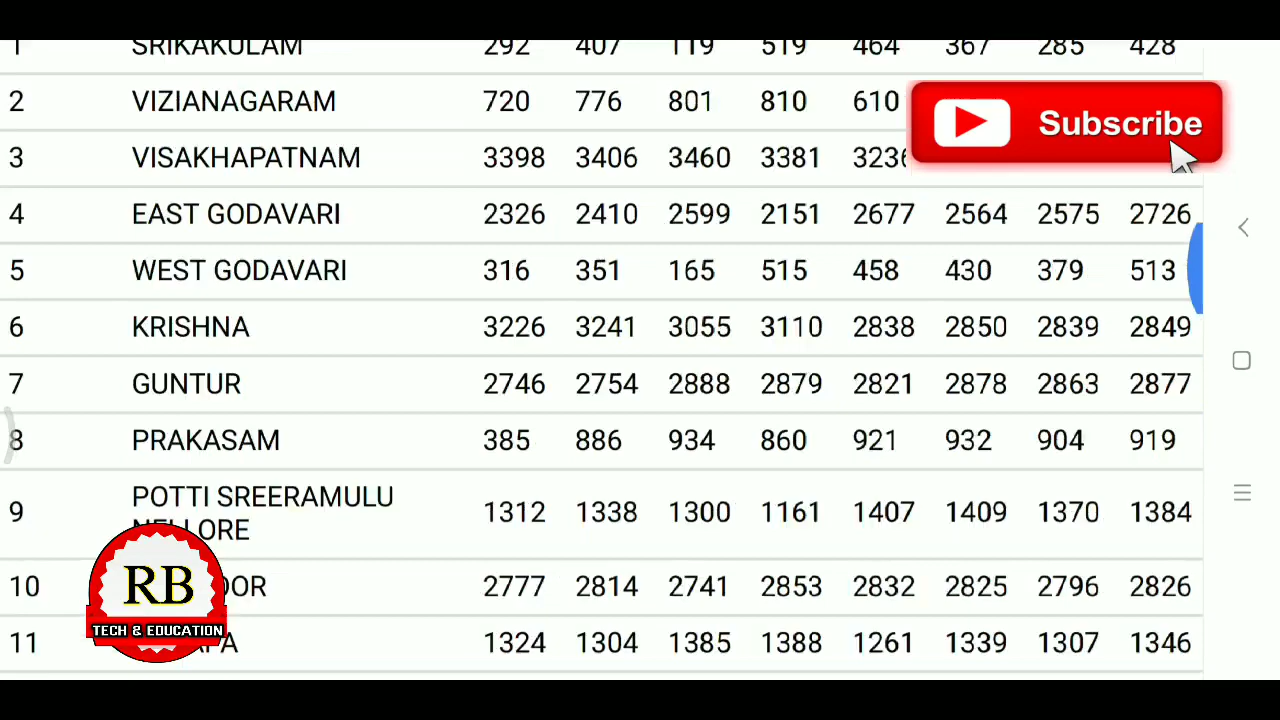 1 SRIKAKULAM 292 407 119 519 464 367 285 428
2 VIZIANAGARAM 720 776 801 810 610
Subscribe
3 VISAKHAPATNAM 3398 3406 3460 3381 3236
4 EAST GODAVARI 2326 2410 2599 2151 2677 2564 2575 2726
5 WEST GODAVARI 316 351 165 515 458 430 379 513
6 KRISHNA 3226 3241 3055 3110 2838 2850 2839 2849
7 GUNTUR 2746 2754 2888 2879 2821 2878 2863 2877
8 PRAKASAM 385 886 934 860 921 932 904 919
POTTI SREERAMULU
9 NELLORE 1312 1338 1300 1161 1407 1409 1370 1384
10 2777 2814 2741 2853 2832 2825 2796 2826
RB
TECH & EDUCATION
11 1324 1304 1385 1388 1261 1339 1307 1346